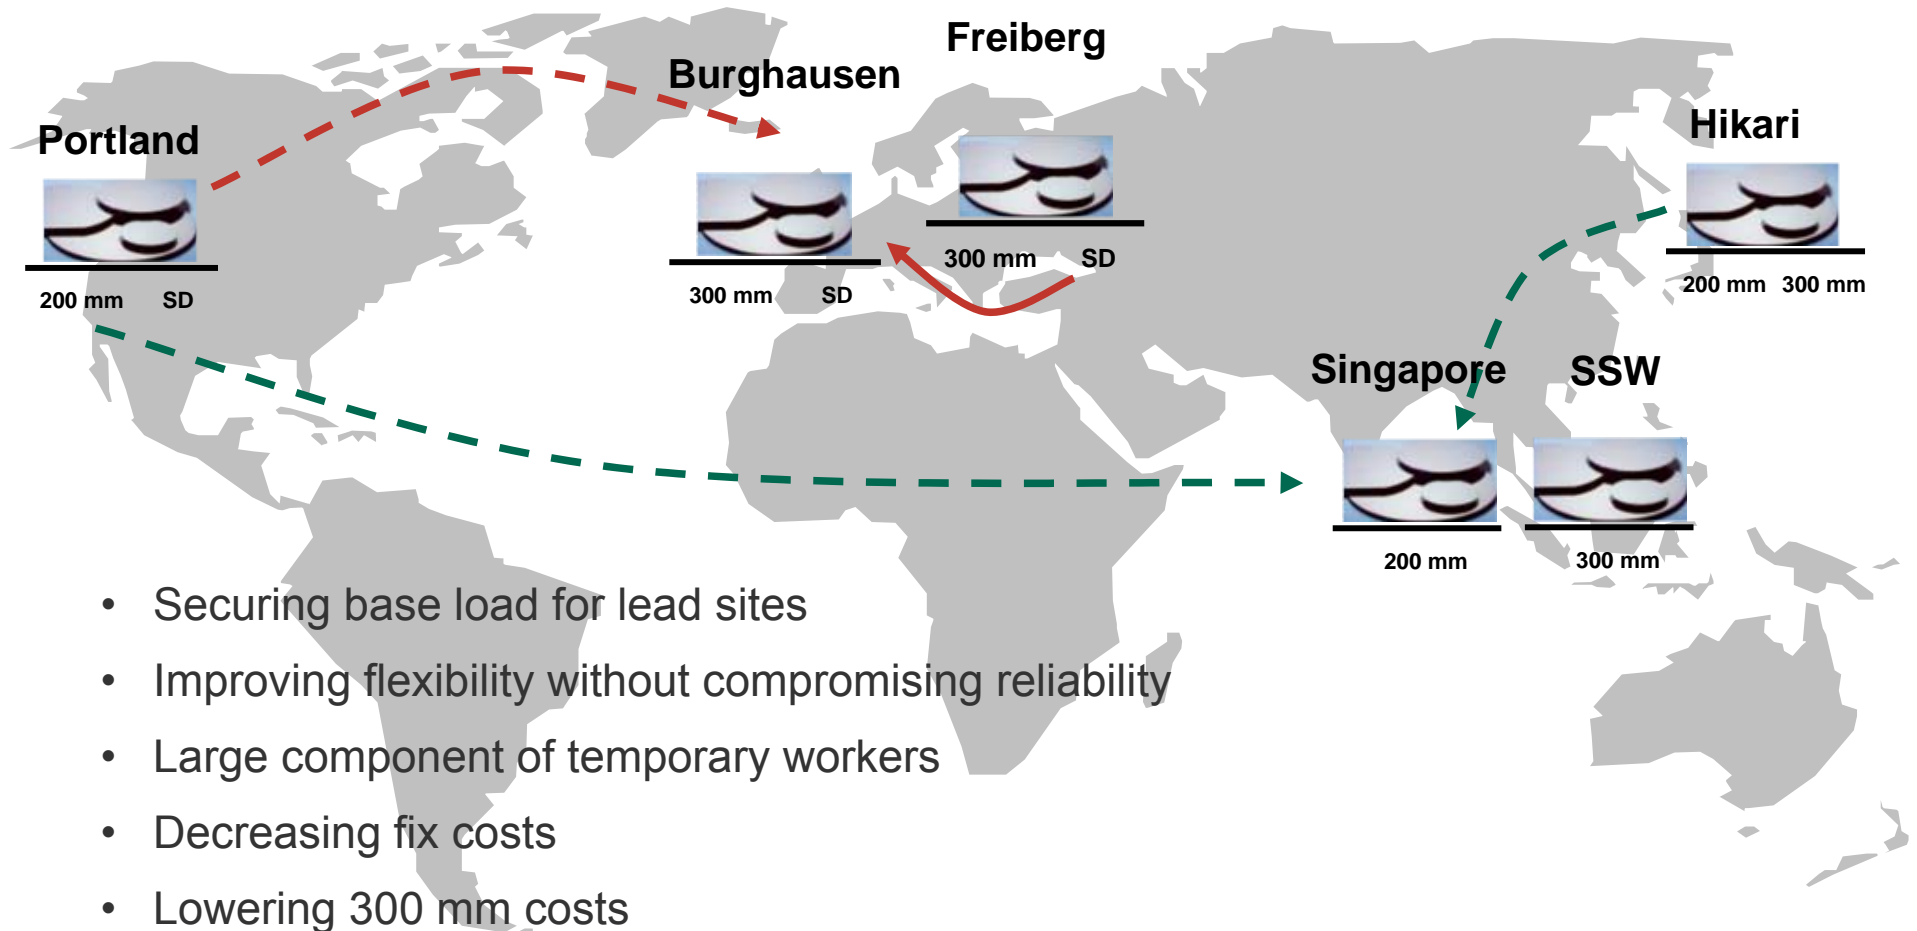 Freiberg
Burghausen
Portland
Hikari
200 mm SD
300 mm SD
300 mm SD
200 mm 300 mm
Singapore SSW
200 mm
300 mm
• Securing base load for lead sites
• Improving flexibility without compromising reliability
• Large component of temporary workers
• Decreasing fix costs
• Lowering 300 mm costs